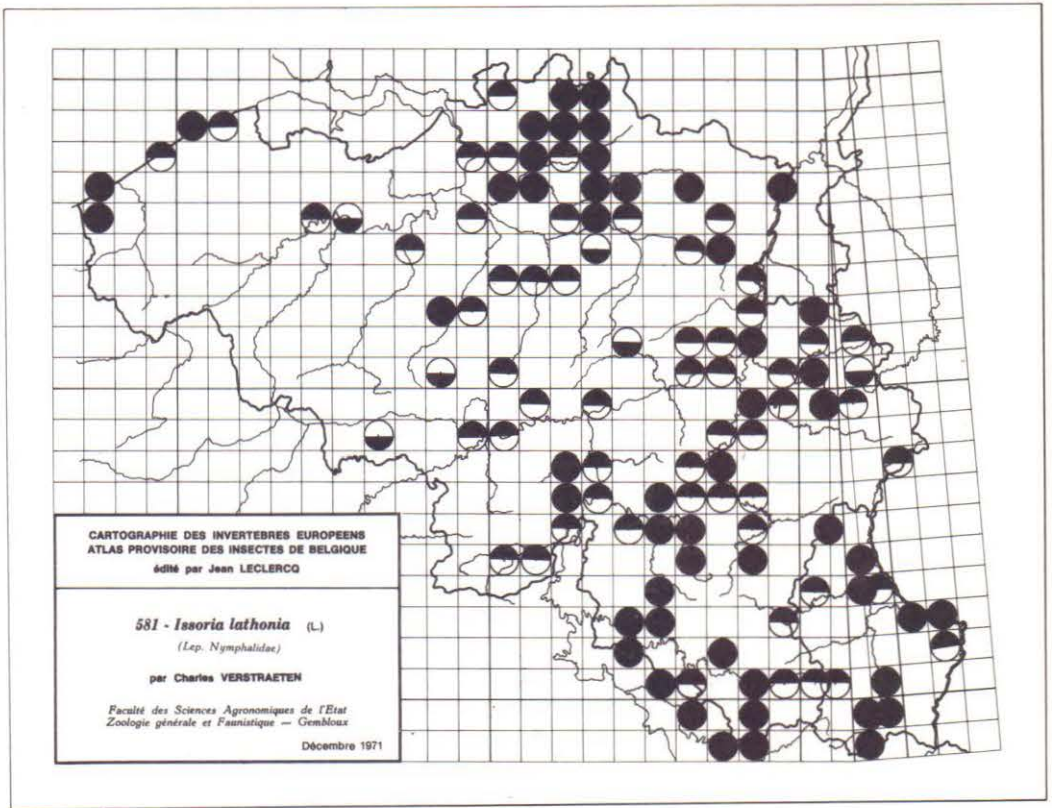 CARTOGRAPHIE DES INVERTEBRES EUROPEENS
ATLAS PROVISOIRE DES INSECTES DE BELGIQUE
édité par Jean LECLERCQ
581 - Issoria lathonia (L.)
(Lep. Nymphalidae)
par Charles VERSTRAETEN
Faculté des Sciences Agronomiques de l'Etat
Zoologie générale et Faunistique — Gembloux
Décembre 1971